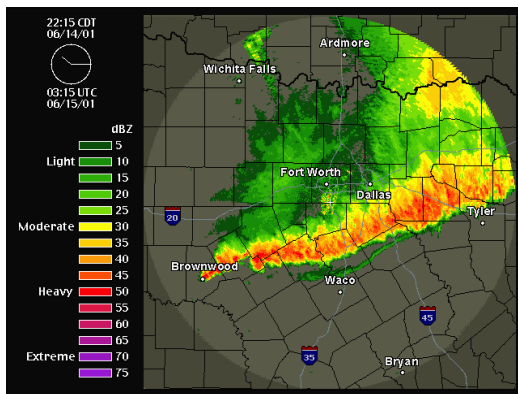 22:15 CDT
06/14/01
03:15 UTC
06/15/01
dBZ
5
Light 10
15
20
25
Moderate 30
35
40
45
Heavy 50
55
60
65
Extreme 70
75
Ardmore
Wichita Falls
Fort Worth
Dallas
20
Tyler
Brownwood
Waco
45
35
Bryan